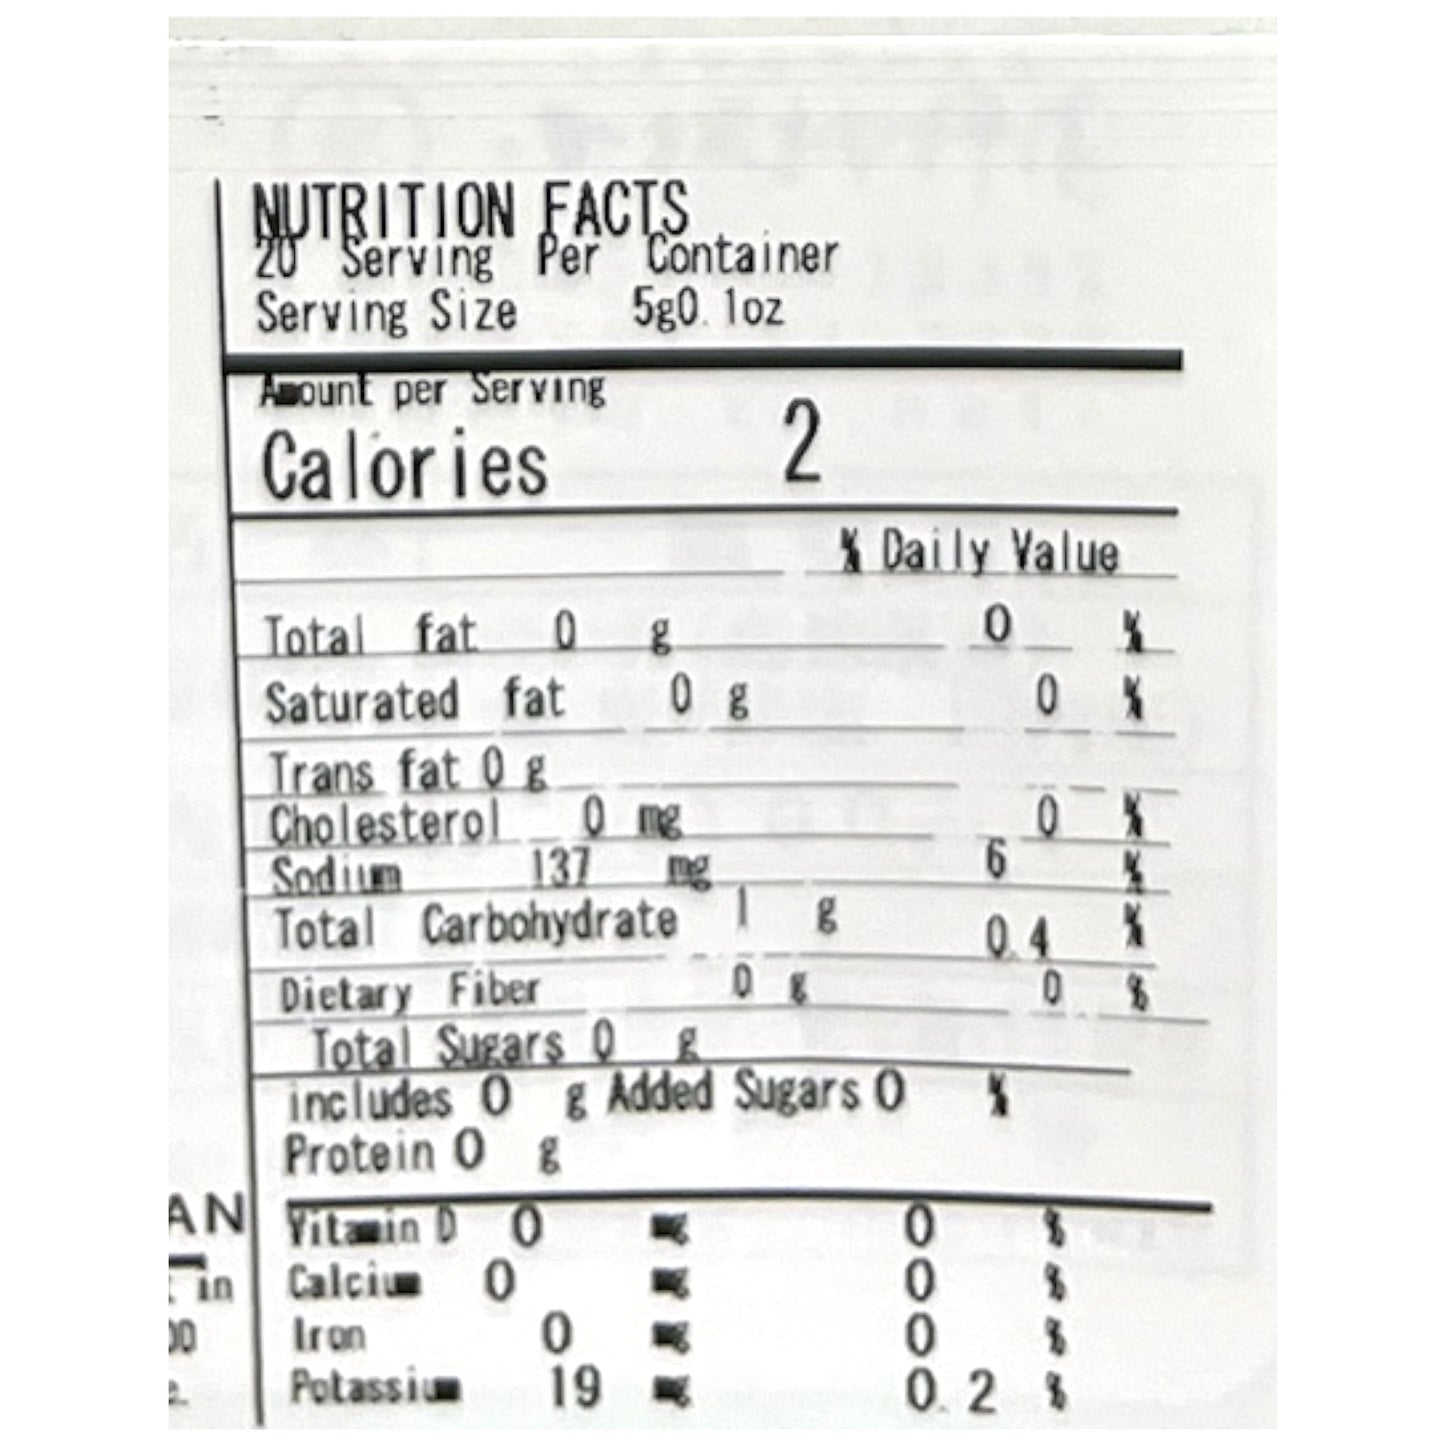 NUTRITION FACTS
20 Serving Per Container
Serving Size 5g0.1oz
Amount per Serving
Calories 2
% Daily Value
Total fat 0 g 0 %
Saturated fat 0 g 0 %
Trans fat 0 g
Cholesterol 0 mg 0 %
Sodium 137 mg 6 %
Total Carbohydrate 1 g 0.4 %
Dietary Fiber 0 g 0 %
Total Sugars 0 g
includes 0 g Added Sugars 0 %
Protein 0 g
Vitamin D 0 0 %
Calcium 0 0 %
Iron 0 0 %
Potassium 19 0.2 %
AN
in